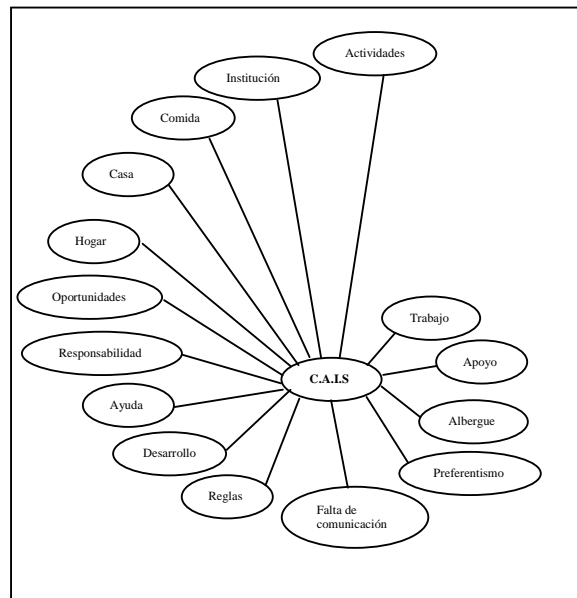 Actividades
Institución
Comida
Casa
Hogar
Oportunidades
Trabajo
Responsabilidad
Apoyo
C.A.I.S
Ayuda
Albergue
Desarrollo
Preferentismo
Reglas
Falta de
comunicación